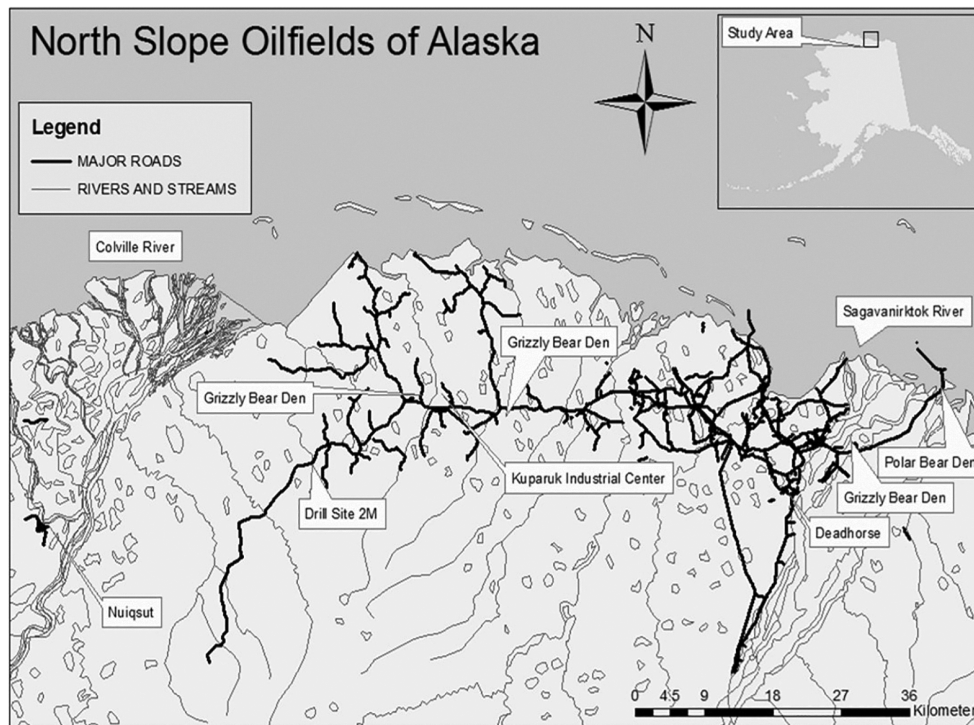 North Slope Oilfields of Alaska
N
Study Area
Legend
MAJOR ROADS
RIVERS AND STREAMS
Colville River
Sagavanirktok River
Grizzly Bear Den
Grizzly Bear Den
Kuparuk Industrial Center
Polar Bear Den
Grizzly Bear Den
Drill Site 2M
Deadhorse
Nuiqsut
0 4.5 9 18 27 36
Kilometer